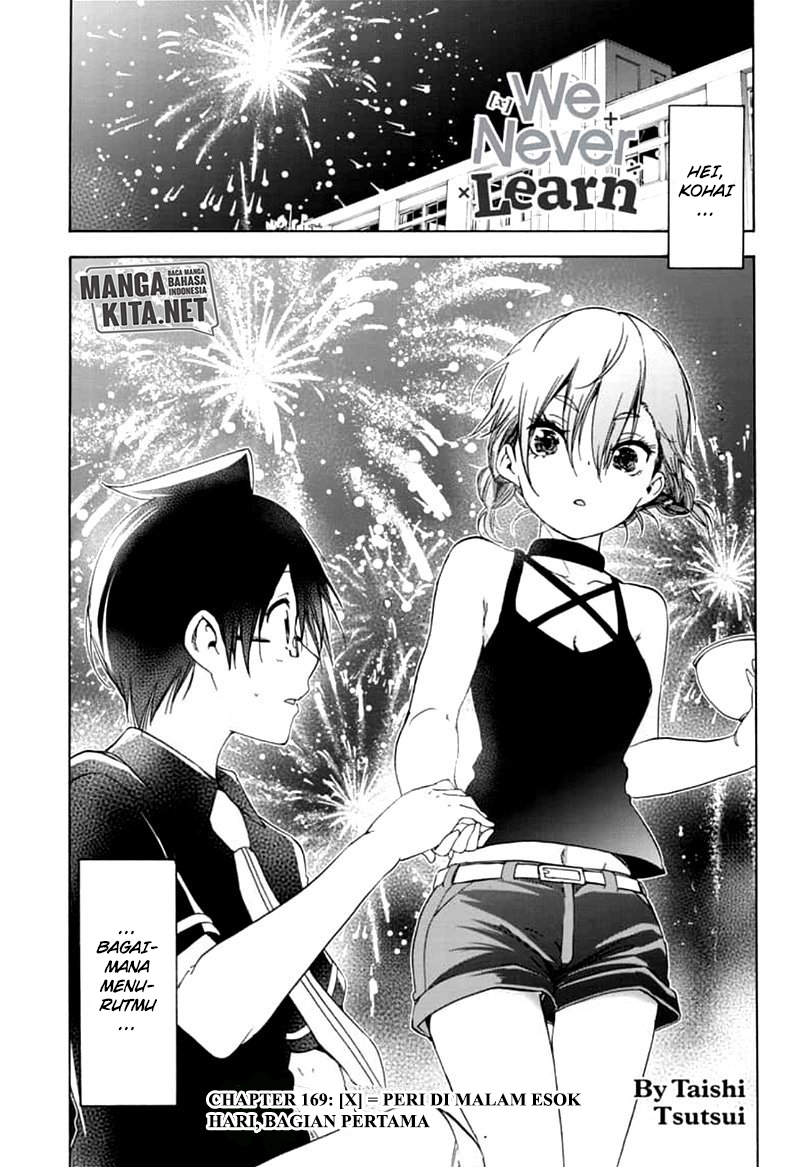 [x] We
+
Never
× Learn
HEI,
KOHAI
...
MANGA BACA MANGA
BAHASA
INDONESIA
KITA.NET
...
BAGAI-
MANA
MENU-
RUTMU
...
CHAPTER 169: [X] = PERI DI MALAM ESOK
HARI, BAGIAN PERTAMA
By Taishi
Tsutsui